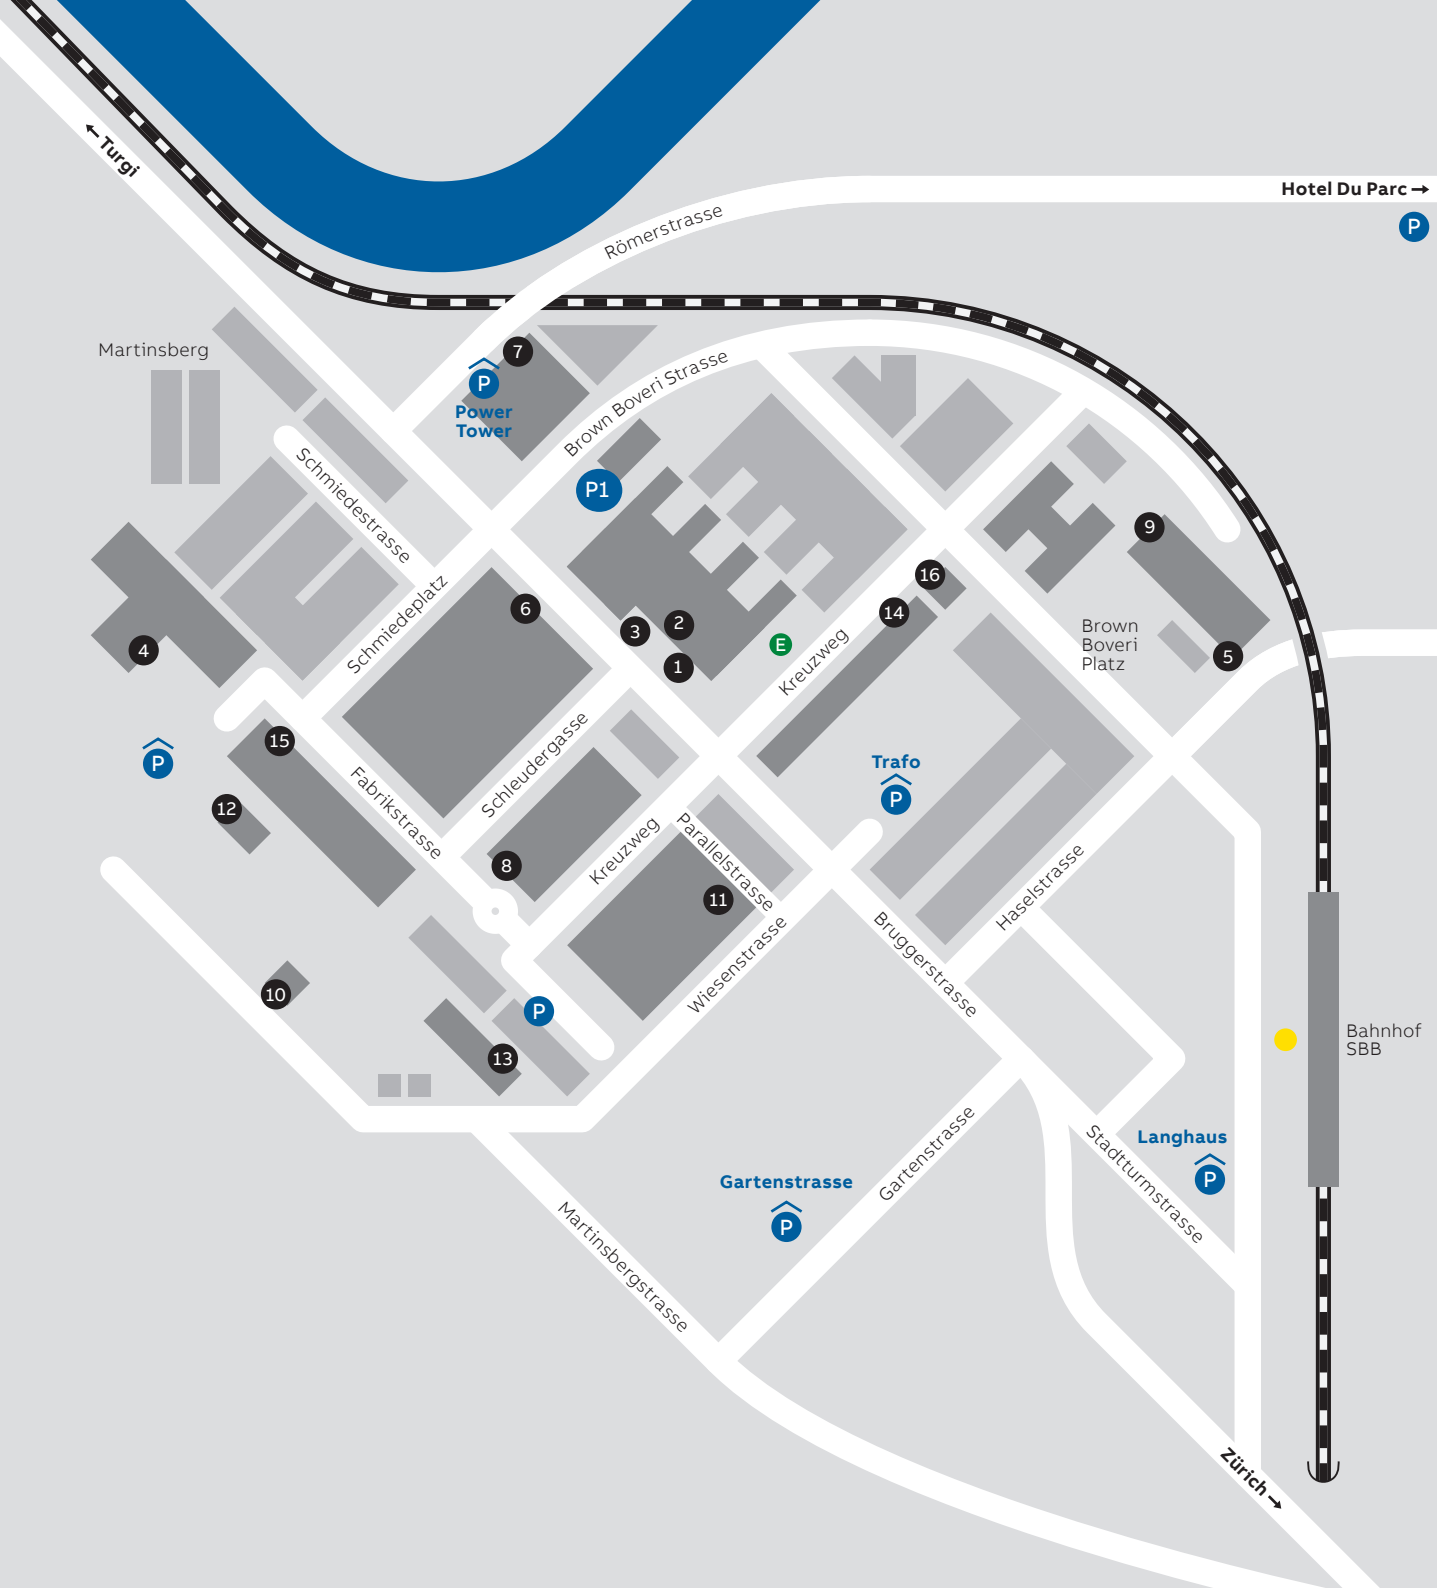 Turgi
Hotel Du Parc
P
Römerstrasse
Martinsberg
7
P
Power
Tower
Brown Boveri Strasse
P1
Schmiedestrasse
9
16
Schmiedeplatz
6
14
2
3
E
Brown
Boveri
Platz
4
1
5
Kreuzweg
15
P
Schleudergasse
Trafo
P
Fabrikstrasse
12
8
Kreuzweg
Parallelstrasse
11
Haselstrasse
Wiesenstrasse
Bruggerstrasse
10
P
13
Bahnhof
SBB
Langhaus
P
Stadtturmstrasse
Gartenstrasse
Gartenstrasse
P
Martinsbergstrasse
Zürich